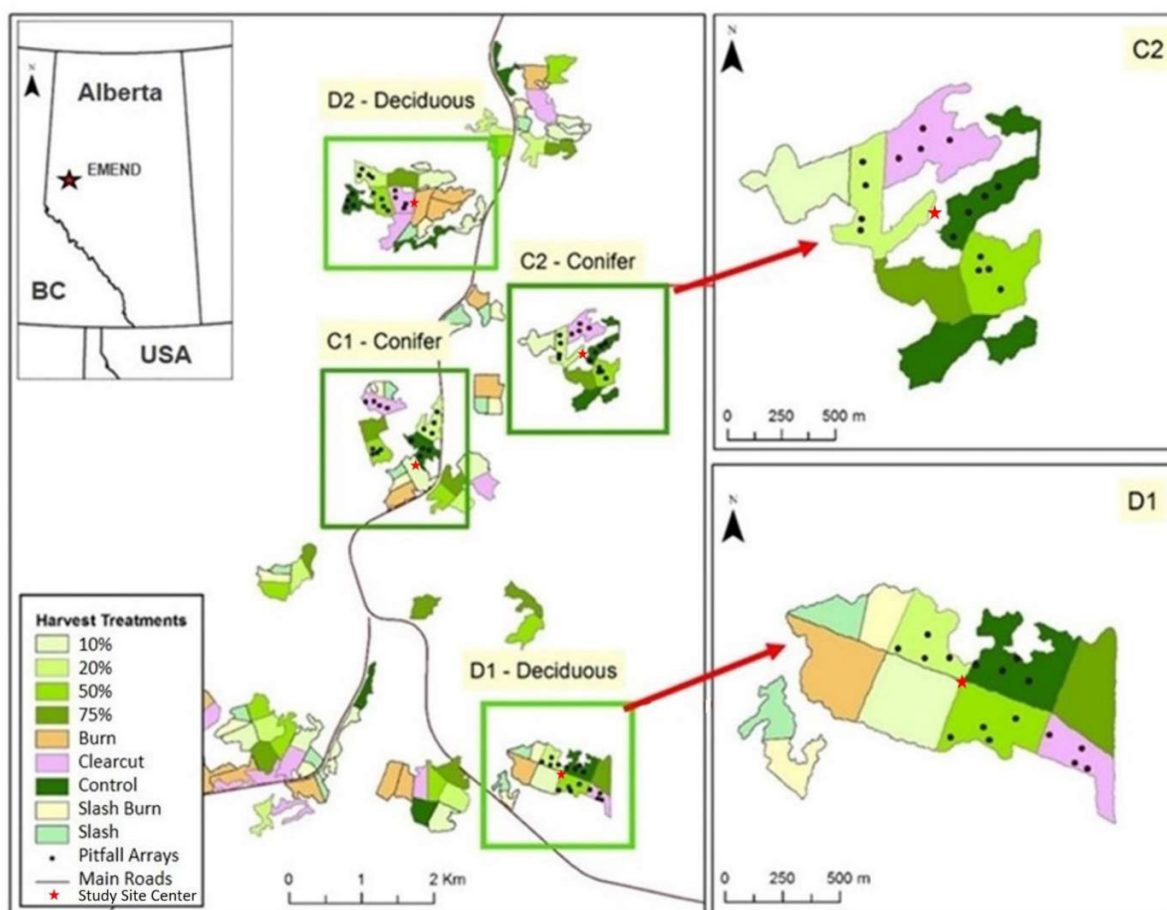 N
Alberta
EMEND
BC
USA
D2 - Deciduous
C2 - Conifer
C1 - Conifer
D1 - Deciduous
Harvest Treatments
10%
20%
50%
75%
Burn
Clearcut
Control
Slash Burn
Slash
Pitfall Arrays
Main Roads
Study Site Center
0 1 2 Km
N
C2
0 250 500 m
N
D1
0 250 500 m